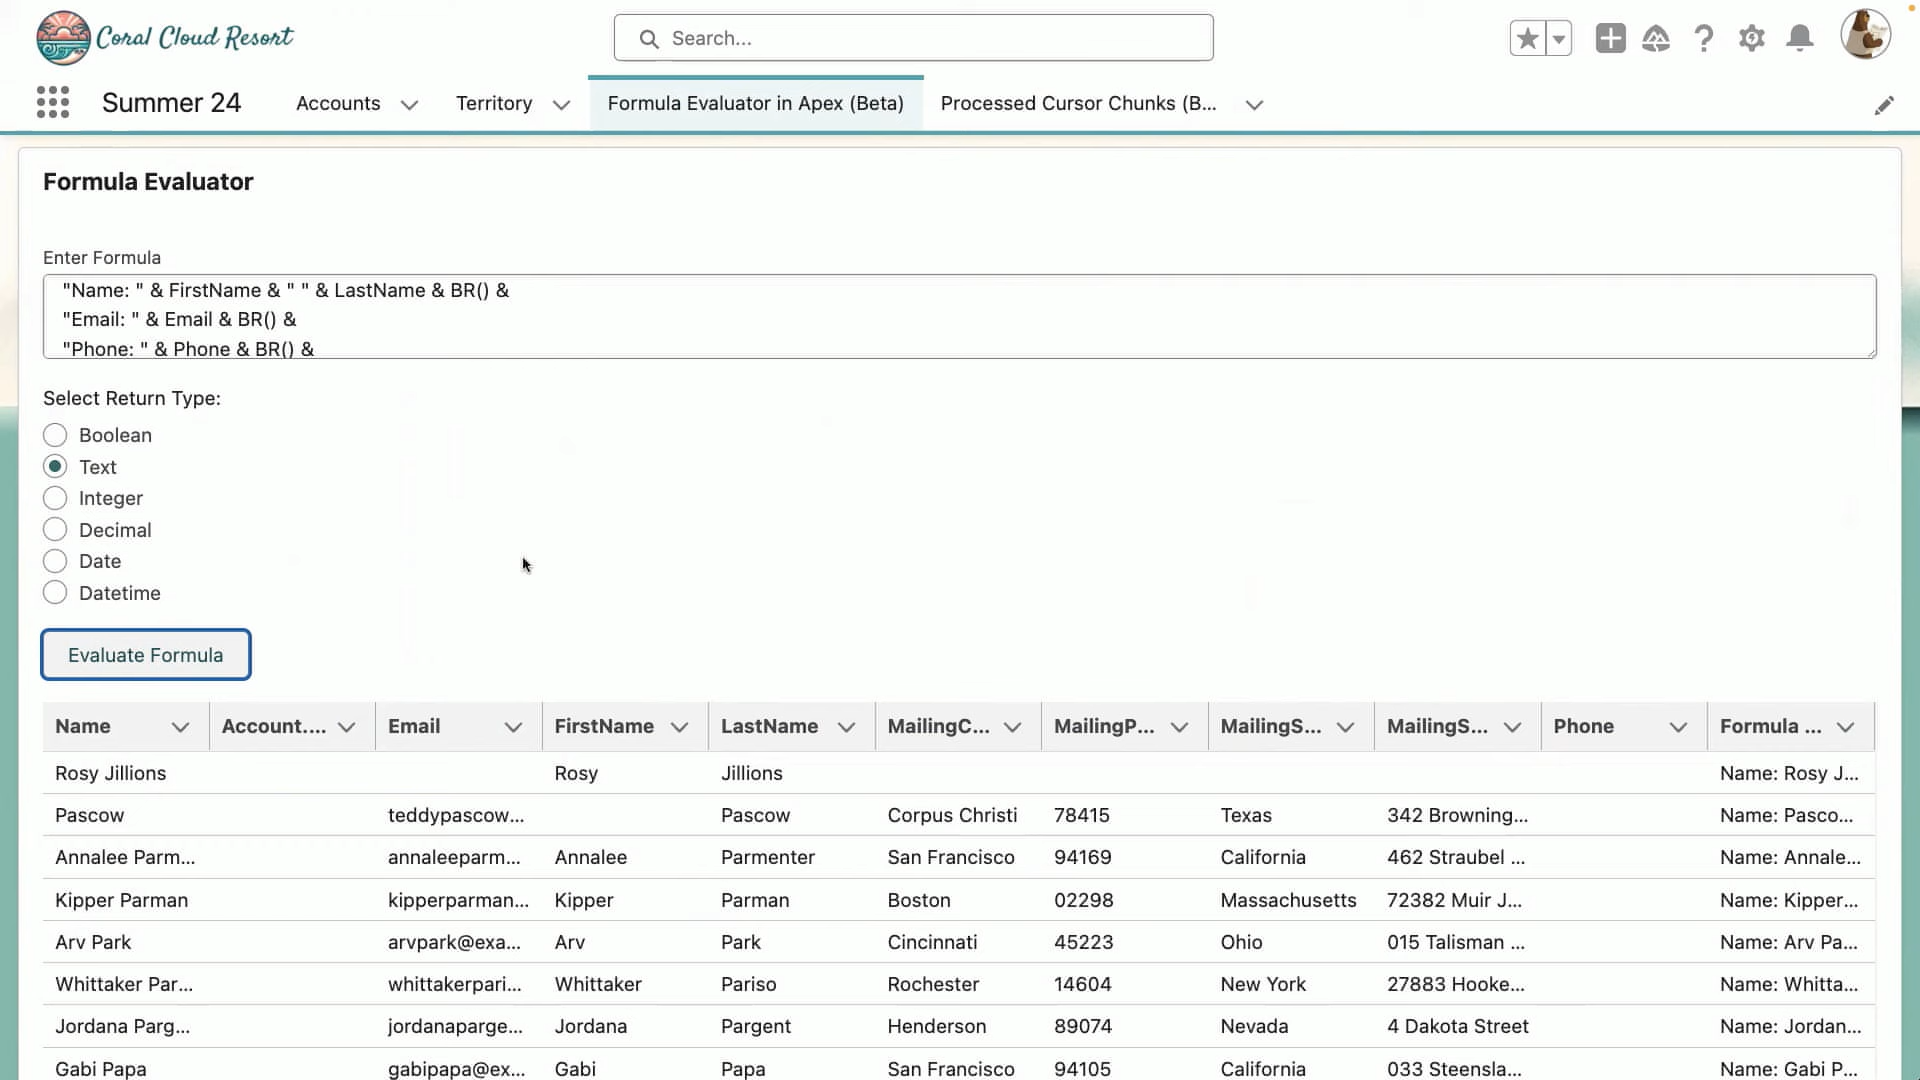 Coral Cloud Resort
Search...
Summer 24
Accounts
Territory
Formula Evaluator in Apex (Beta)
Processed Cursor Chunks (B...
Formula Evaluator
Enter Formula
"Name: " & FirstName & " " & LastName & BR() &
"Email: " & Email & BR() &
"Phone: " & Phone & BR() &
Select Return Type:
Boolean
Text
Integer
Decimal
Date
Datetime
Evaluate Formula
Name Account.... Email FirstName LastName MailingC... MailingP... MailingS... MailingS... Phone Formula ...
Rosy Jillions Rosy Jillions Name: Rosy J...
Pascow teddypascow... Pascow Corpus Christi 78415 Texas 342 Browning... Name: Pasco...
Annalee Parm... annaleeparm... Annalee Parmenter San Francisco 94169 California 462 Straubel ... Name: Annale...
Kipper Parman kipperparman... Kipper Parman Boston 02298 Massachusetts 72382 Muir J... Name: Kipper...
Arv Park arvpark@exa... Arv Park Cincinnati 45223 Ohio 015 Talisman ... Name: Arv Pa...
Whittaker Par... whittakerpari... Whittaker Pariso Rochester 14604 New York 27883 Hooke... Name: Whitta...
Jordana Parg... jordanaparge... Jordana Pargent Henderson 89074 Nevada 4 Dakota Street Name: Jordan...
Gabi Papa gabipapa@ex... Gabi Papa San Francisco 94105 California 033 Steensla... Name: Gabi P...